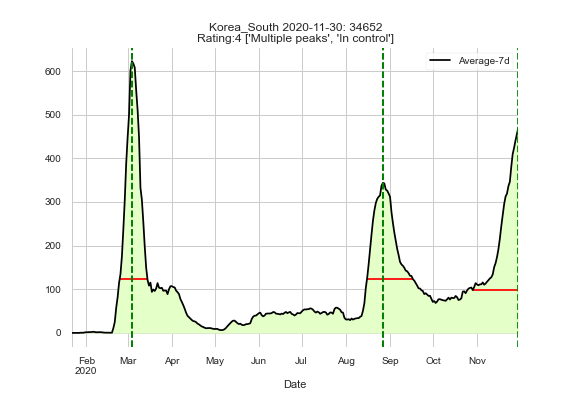 Korea_South 2020-11-30: 34652
Rating:4 ['Multiple peaks', 'In control']
Average-7d
600
500
400
300
200
100
0
Feb Mar Apr May Jun Jul Aug Sep Oct Nov
2020
Date